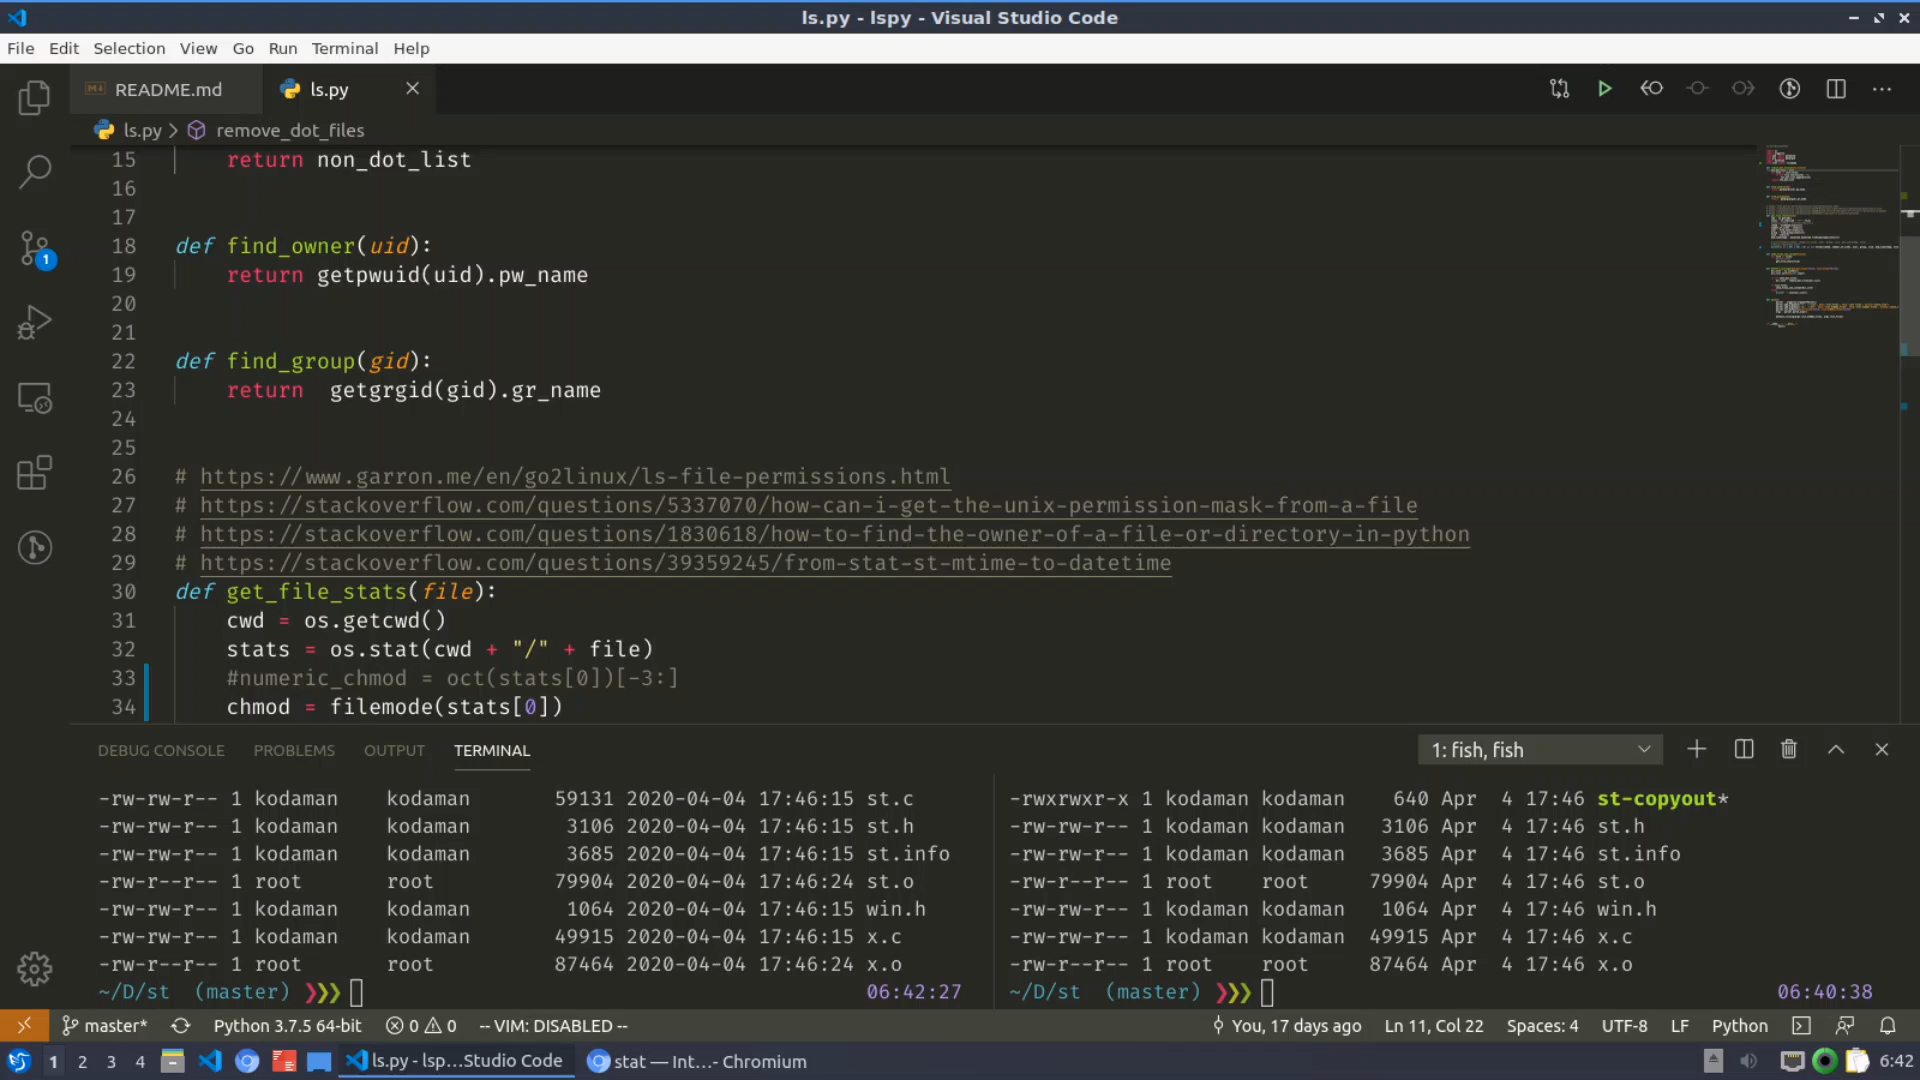 ls.py - lspy - Visual Studio Code
File Edit Selection View Go Run Terminal Help
README.md
ls.py
ls.py > remove_dot_files
15 return non_dot_list
16
17
18 def find_owner(uid):
19 return getpwuid(uid).pw_name
20
21
22 def find_group(gid):
23 return  getgrgid(gid).gr_name
24
25
26 # https://www.garron.me/en/go2linux/ls-file-permissions.html
27 # https://stackoverflow.com/questions/5337070/how-can-i-get-the-unix-permission-mask-from-a-file
28 # https://stackoverflow.com/questions/1830618/how-to-find-the-owner-of-a-file-or-directory-in-python
29 # https://stackoverflow.com/questions/39359245/from-stat-st-mtime-to-datetime
30 def get_file_stats(file):
31 cwd = os.getcwd()
32 stats = os.stat(cwd + "/" + file)
33 #numeric_chmod = oct(stats[0])[-3:]
34 chmod = filemode(stats[0])
1
DEBUG CONSOLE PROBLEMS OUTPUT TERMINAL
1: fish, fish
-rw-rw-r-- 1 kodaman kodaman 59131 2020-04-04 17:46:15 st.c
-rw-rw-r-- 1 kodaman kodaman 3106 2020-04-04 17:46:15 st.h
-rw-rw-r-- 1 kodaman kodaman 3685 2020-04-04 17:46:15 st.info
-rw-r--r-- 1 root root 79904 2020-04-04 17:46:24 st.o
-rw-rw-r-- 1 kodaman kodaman 1064 2020-04-04 17:46:15 win.h
-rw-rw-r-- 1 kodaman kodaman 49915 2020-04-04 17:46:15 x.c
-rw-r--r-- 1 root root 87464 2020-04-04 17:46:24 x.o
~/D/st (master) ❯❯❯ 06:42:27
-rwxrwxr-x 1 kodaman kodaman 640 Apr 4 17:46 st-copyout*
-rw-rw-r-- 1 kodaman kodaman 3106 Apr 4 17:46 st.h
-rw-rw-r-- 1 kodaman kodaman 3685 Apr 4 17:46 st.info
-rw-r--r-- 1 root root 79904 Apr 4 17:46 st.o
-rw-rw-r-- 1 kodaman kodaman 1064 Apr 4 17:46 win.h
-rw-rw-r-- 1 kodaman kodaman 49915 Apr 4 17:46 x.c
-rw-r--r-- 1 root root 87464 Apr 4 17:46 x.o
~/D/st (master) ❯❯❯ 06:40:38
master* Python 3.7.5 64-bit 0 0 -- VIM: DISABLED -- You, 17 days ago Ln 11, Col 22 Spaces: 4 UTF-8 LF Python
1 2 3 4 ls.py - lsp...Studio Code stat — Int...- Chromium 6:42